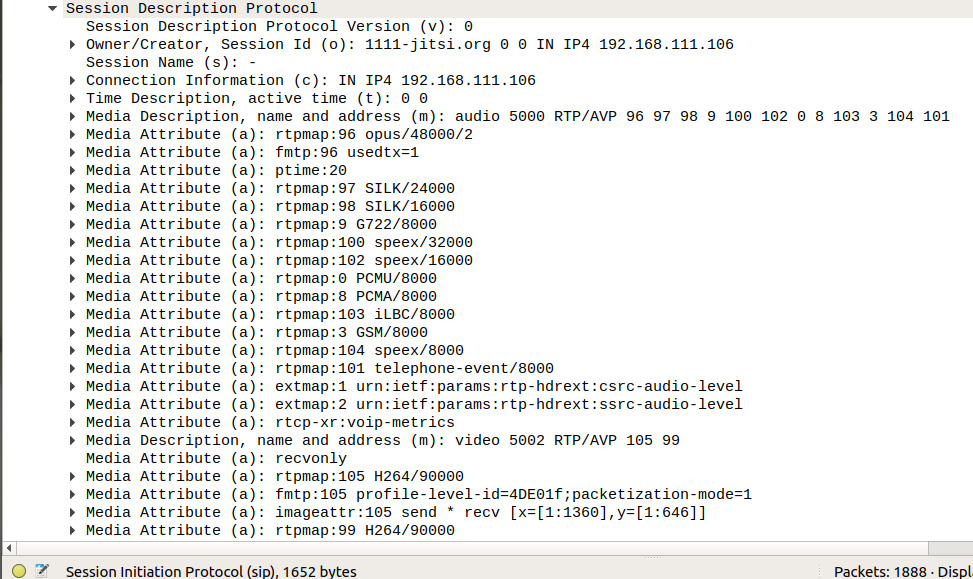 Session Description Protocol
Session Description Protocol Version (v): 0
Owner/Creator, Session Id (o): 1111-jitsi.org 0 0 IN IP4 192.168.111.106
Session Name (s): -
Connection Information (c): IN IP4 192.168.111.106
Time Description, active time (t): 0 0
Media Description, name and address (m): audio 5000 RTP/AVP 96 97 98 9 100 102 0 8 103 3 104 101
Media Attribute (a): rtpmap:96 opus/48000/2
Media Attribute (a): fmtp:96 usedtx=1
Media Attribute (a): ptime:20
Media Attribute (a): rtpmap:97 SILK/24000
Media Attribute (a): rtpmap:98 SILK/16000
Media Attribute (a): rtpmap:9 G722/8000
Media Attribute (a): rtpmap:100 speex/32000
Media Attribute (a): rtpmap:102 speex/16000
Media Attribute (a): rtpmap:0 PCMU/8000
Media Attribute (a): rtpmap:8 PCMA/8000
Media Attribute (a): rtpmap:103 iLBC/8000
Media Attribute (a): rtpmap:3 GSM/8000
Media Attribute (a): rtpmap:104 speex/8000
Media Attribute (a): rtpmap:101 telephone-event/8000
Media Attribute (a): extmap:1 urn:ietf:params:rtp-hdrext:csrc-audio-level
Media Attribute (a): extmap:2 urn:ietf:params:rtp-hdrext:ssrc-audio-level
Media Attribute (a): rtcp-xr:voip-metrics
Media Description, name and address (m): video 5002 RTP/AVP 105 99
Media Attribute (a): recvonly
Media Attribute (a): rtpmap:105 H264/90000
Media Attribute (a): fmtp:105 profile-level-id=4DE01f;packetization-mode=1
Media Attribute (a): imageattr:105 send * recv [x=[1:1360],y=[1:646]]
Media Attribute (a): rtpmap:99 H264/90000
Session Initiation Protocol (sip), 1652 bytes Packets: 1888 · Displ